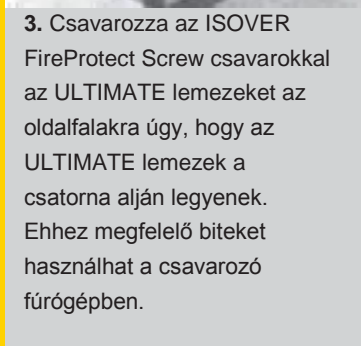 3. Csavarozza az ISOVER
FireProtect Screw csavarokkal
az ULTIMATE lemezeket az
oldalfalakra úgy, hogy az
ULTIMATE lemezek a
csatorna alján legyenek.
Ehhez megfelelő biteket
használhat a csavarozó
fúrógépben.